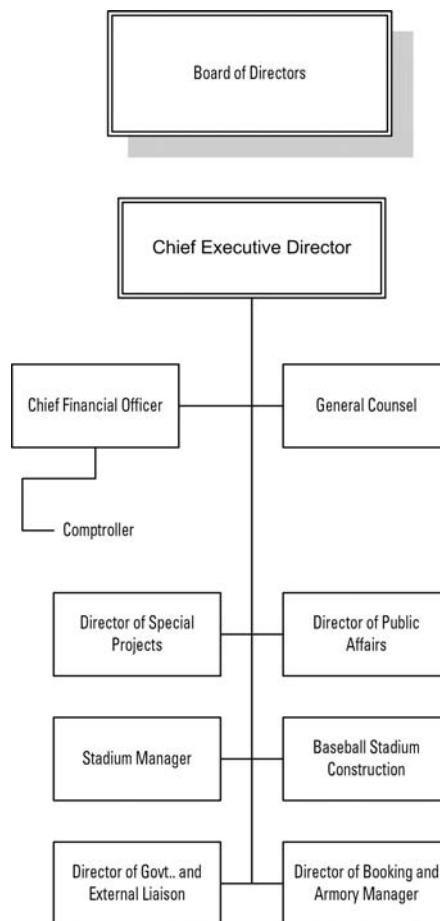 Board of Directors
Chief Executive Director
Chief Financial Officer
General Counsel
Comptroller
Director of Special
Projects
Director of Public
Affairs
Stadium Manager
Baseball Stadium
Construction
Director of Govt.. and
External Liaison
Director of Booking and
Armory Manager